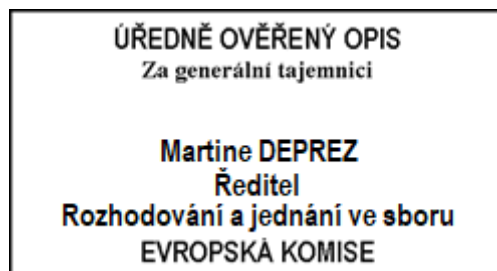 ÚŘEDNĚ OVĚŘENÝ OPIS
Za generální tajemnici
Martine DEPREZ
Ředitel
Rozhodování a jednání ve sboru
EVROPSKÁ KOMISE